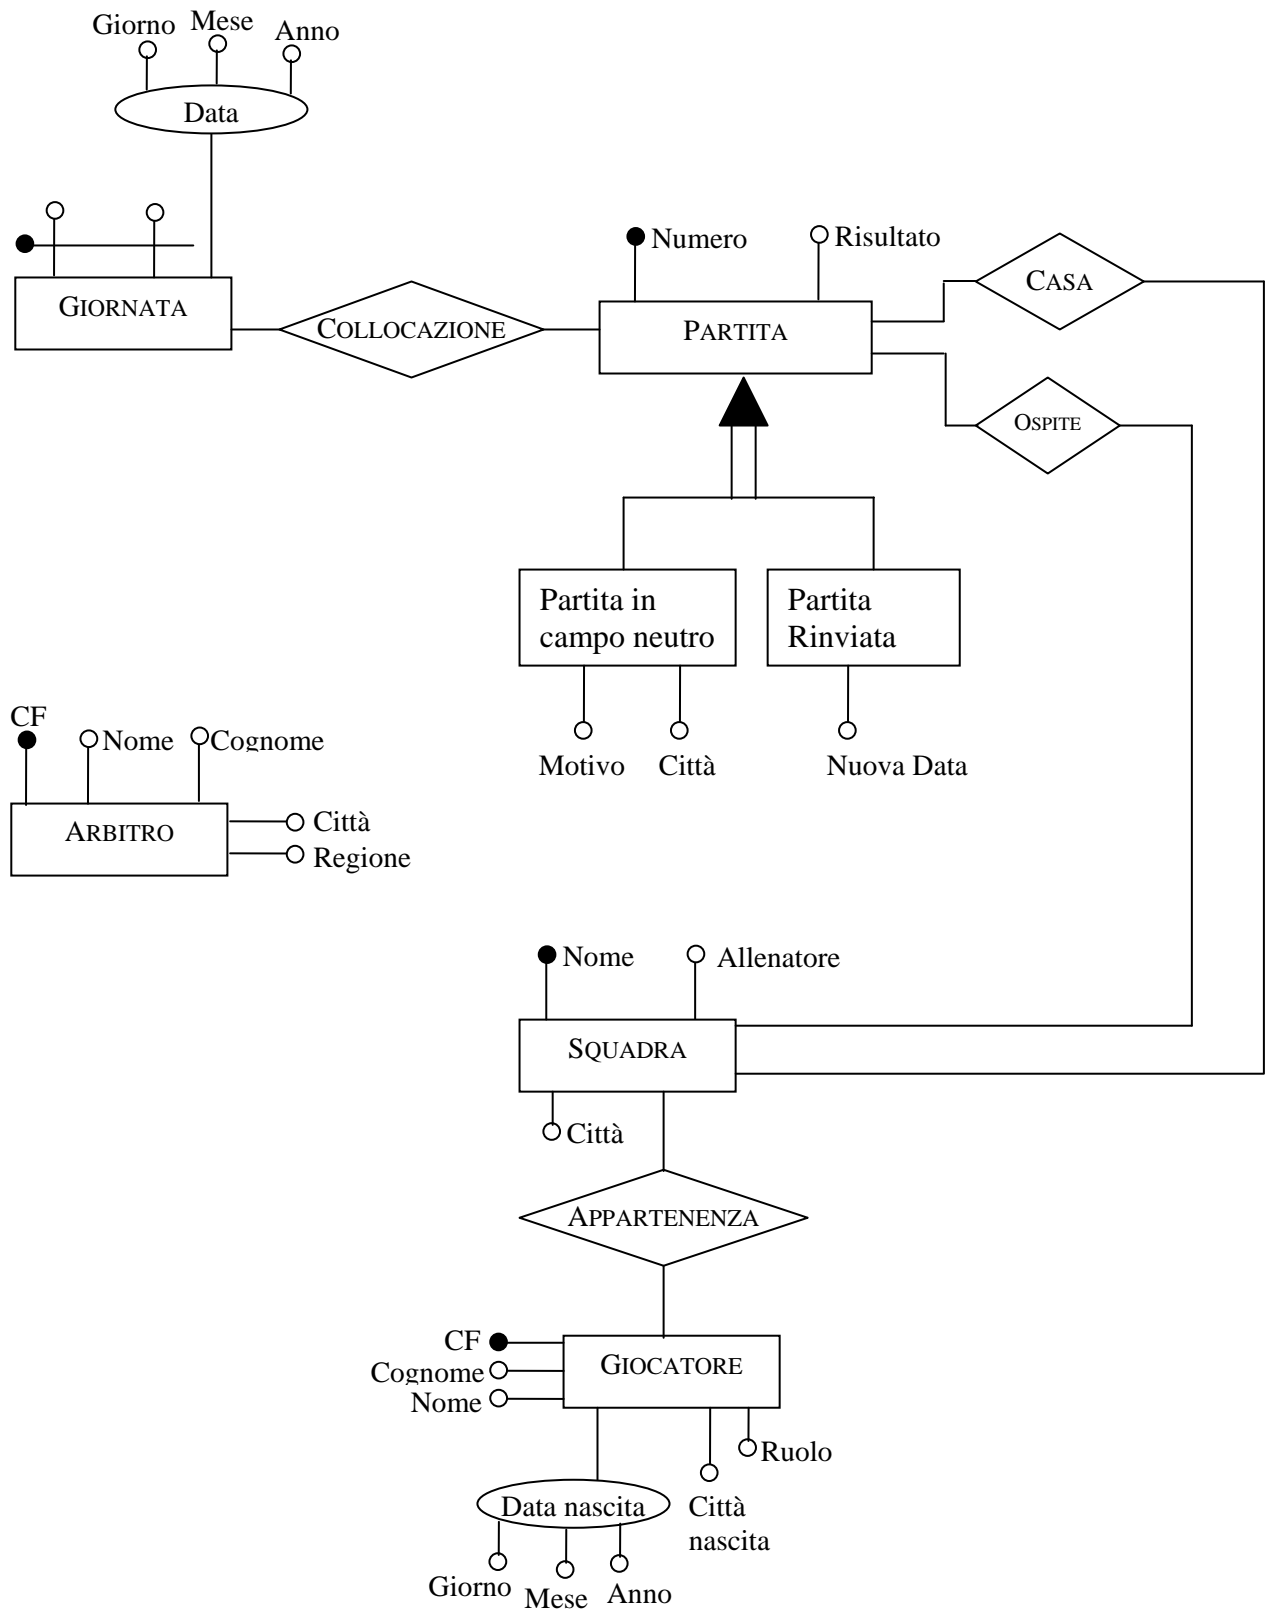 Giorno Mese Anno
Data
GIORNATA
COLLOCAZIONE
Numero
Risultato
PARTITA
CASA
OSPITE
Partita in
campo neutro
Partita
Rinviata
Motivo
Città
Nuova Data
CF
Nome
Cognome
ARBITRO
Città
Regione
Nome
Allenatore
SQUADRA
Città
APPARTENENZA
CF
Cognome
Nome
GIOCATORE
Ruolo
Città
nascita
Data nascita
Giorno
Mese
Anno